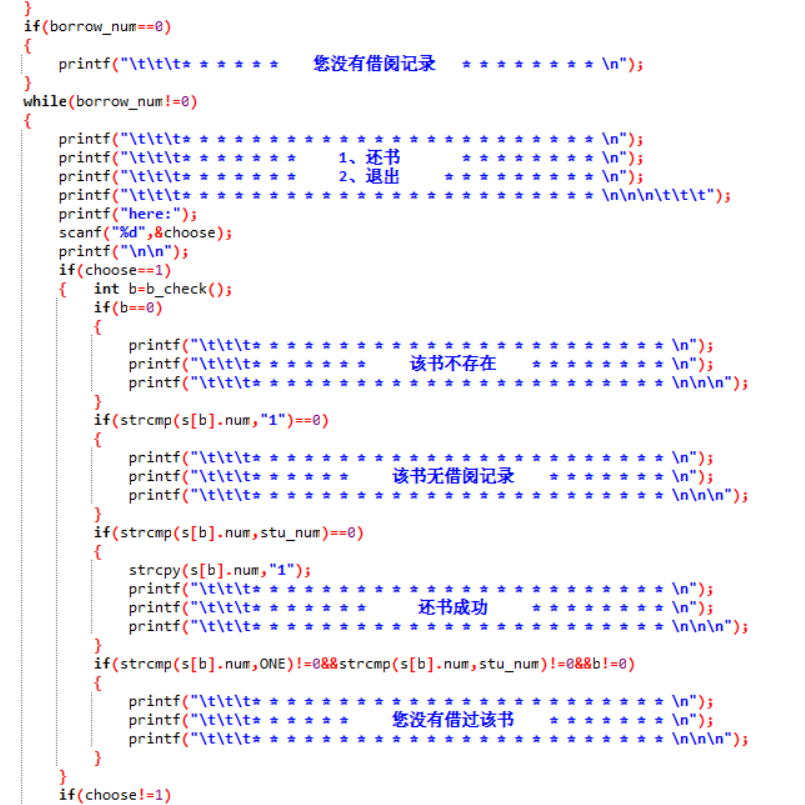 }
if(borrow_num==0)
{
    printf("\t\t\t* * * * * *    您没有借阅记录   * * * * * * * * \n");
}
while(borrow_num!=0)
{
    printf("\t\t\t* * * * * * * * * * * * * * * * * * * * * * * * \n");
    printf("\t\t\t* * * * * * *     1、还书       * * * * * * * * \n");
    printf("\t\t\t* * * * * * *     2、退出     * * * * * * * * * \n");
    printf("\t\t\t* * * * * * * * * * * * * * * * * * * * * * * * \n\n\n\t\t\t");
    printf("here:");
    scanf("%d",&choose);
    printf("\n\n");
    if(choose==1)
    {   int b=b_check();
        if(b==0)
        {
            printf("\t\t\t* * * * * * * * * * * * * * * * * * * * * * * * \n");
            printf("\t\t\t* * * * * * *     该书不存在    * * * * * * * * \n");
            printf("\t\t\t* * * * * * * * * * * * * * * * * * * * * * * * \n\n\n");
        }
        if(strcmp(s[b].num,"1")==0)
        {
            printf("\t\t\t* * * * * * * * * * * * * * * * * * * * * * * * \n");
            printf("\t\t\t* * * * * *     该书无借阅记录    * * * * * * * \n");
            printf("\t\t\t* * * * * * * * * * * * * * * * * * * * * * * * \n\n\n");
        }
        if(strcmp(s[b].num,stu_num)==0)
        {
            strcpy(s[b].num,"1");
            printf("\t\t\t* * * * * * * * * * * * * * * * * * * * * * * * \n");
            printf("\t\t\t* * * * * * *      还书成功     * * * * * * * * \n");
            printf("\t\t\t* * * * * * * * * * * * * * * * * * * * * * * * \n\n\n");
        }
        if(strcmp(s[b].num,ONE)!=0&&strcmp(s[b].num,stu_num)!=0&&b!=0)
        {
            printf("\t\t\t* * * * * * * * * * * * * * * * * * * * * * * * \n");
            printf("\t\t\t* * * * * *     您没有借过该书    * * * * * * * \n");
            printf("\t\t\t* * * * * * * * * * * * * * * * * * * * * * * * \n\n\n");
        }
    }
    if(choose!=1)